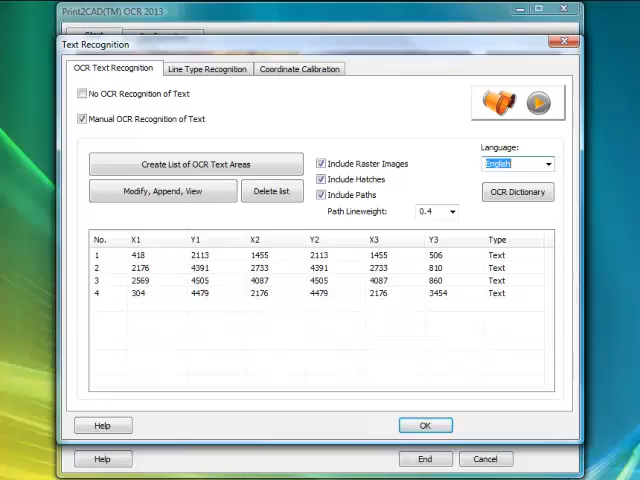 Print2CAD(TM) OCR 2013
Text Recognition
OCR Text Recognition Line Type Recognition Coordinate Calibration
No OCR Recognition of Text
Manual OCR Recognition of Text
Language:
Create List of OCR Text Areas Include Raster Images English
Include Hatches
Modify, Append, View Delete list Include Paths OCR Dictionary
Path Lineweight: 0.4
No. X1 Y1 X2 Y2 X3 Y3 Type
1 418 2113 1455 2113 1455 506 Text
2 2176 4391 2733 4391 2733 810 Text
3 2569 4505 4087 4505 4087 860 Text
4 304 4479 2176 4479 2176 3454 Text
Help OK
Help End Cancel